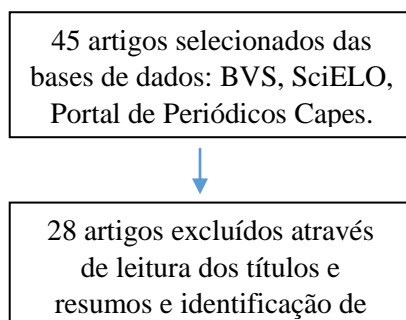 45 artigos selecionados das
bases de dados: BVS, SciELO,
Portal de Periódicos Capes.
28 artigos excluídos através
de leitura dos títulos e
resumos e identificação de